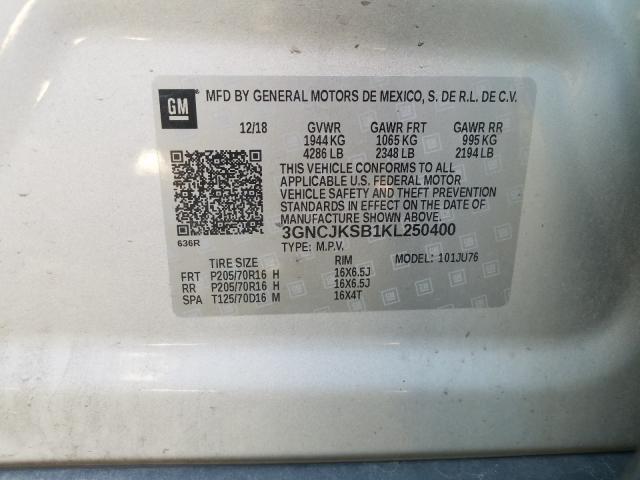 GM MFD BY GENERAL MOTORS DE MEXICO, S. DE R.L. DE C.V.
12/18 GVWR GAWR FRT GAWR RR
1944 KG 1065 KG 995 KG
4286 LB 2348 LB 2194 LB
THIS VEHICLE CONFORMS TO ALL
APPLICABLE U.S. FEDERAL MOTOR
VEHICLE SAFETY AND THEFT PREVENTION
STANDARDS IN EFFECT ON THE DATE OF
MANUFACTURE SHOWN ABOVE.
3GNCJKSB1KL250400
636R
TYPE: M.P.V.
MODEL: 101JU76
TIRE SIZE RIM
FRT P205/70R16 H 16X6.5J
RR P205/70R16 H 16X6.5J
SPA T125/70D16 M 16X4T